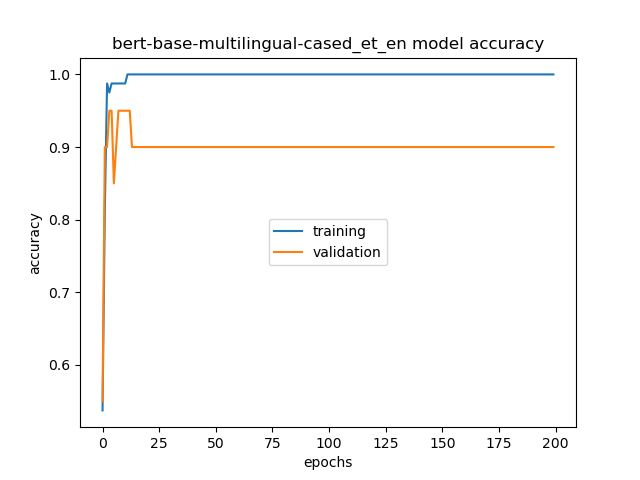 bert-base-multilingual-cased_et_en model accuracy
1.0
0.9
0.8
0.7
0.6
accuracy
training
validation
0 25 50 75 100 125 150 175 200
epochs